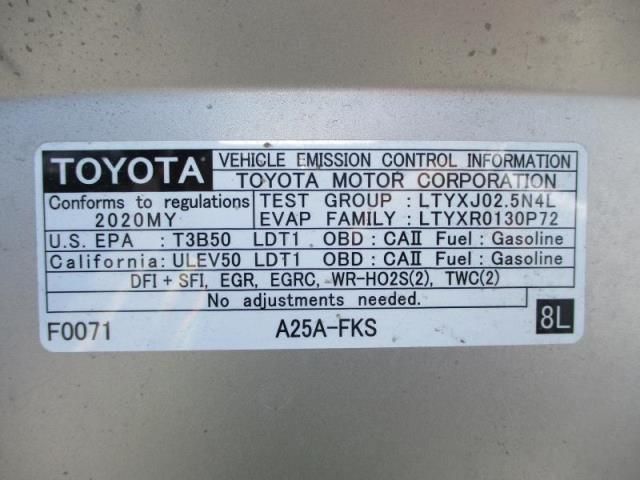 TOYOTA VEHICLE EMISSION CONTROL INFORMATION
TOYOTA MOTOR CORPORATION
Conforms to regulations TEST GROUP : LTYXJ02.5N4L
2020MY EVAP FAMILY : LTYXR0130P72
U.S. EPA : T3B50 LDT1 OBD : CAII Fuel : Gasoline
California: ULEV50 LDT1 OBD : CAII Fuel : Gasoline
DFI + SFI, EGR, EGRC, WR-HO2S(2), TWC(2)
No adjustments needed.
F0071 A25A-FKS 8L